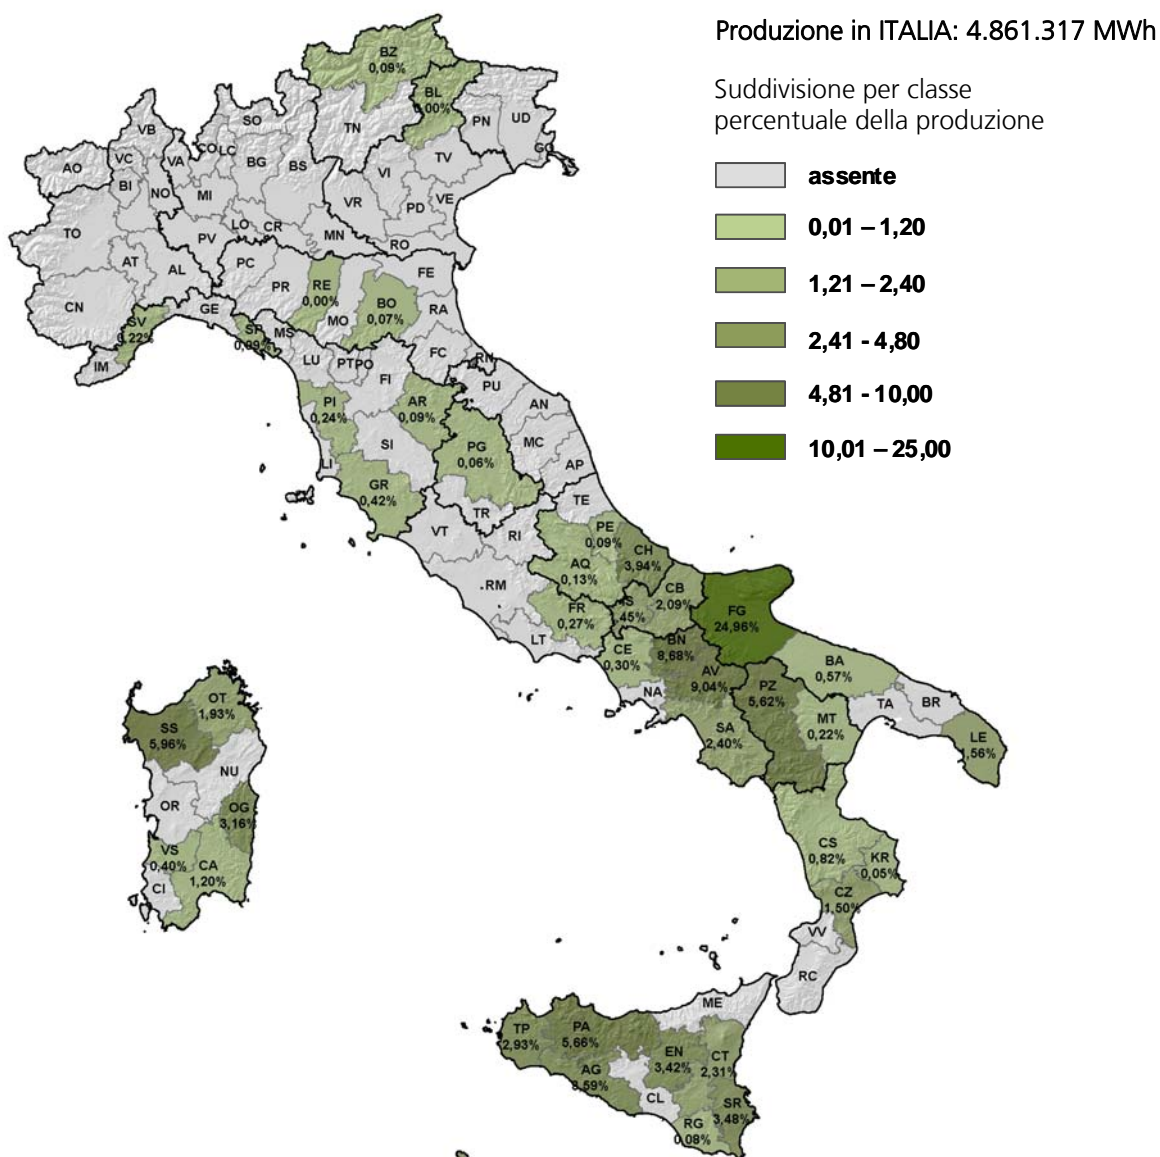 Produzione in ITALIA: 4.861.317 MWh
Suddivisione per classe
percentuale della produzione
assente
0,01 – 1,20
1,21 – 2,40
2,41 - 4,80
4,81 - 10,00
10,01 – 25,00
BZ
0,09%
BL
0,00%
TN
PN
UD
GO
SO
VB
AO
VC
VA
CO
LC
BG
BS
BI
NO
MI
VI
TV
VR
PD
VE
TO
LO
CR
PV
MN
RO
AT
AL
PC
PR
RE
0,00%
MO
BO
0,07%
FE
RA
CN
GE
SV
0,22%
SP
0,09%
MS
IM
LU
PT
PO
FC
RN
FI
PU
AN
PI
0,24%
AR
0,09%
SI
MC
LI
PG
0,06%
AP
GR
0,42%
TR
TE
VT
RI
PE
0,09%
CH
3,94%
AQ
0,13%
RM
CB
2,09%
IS
,45%
FR
0,27%
FG
24,96%
LT
CE
0,30%
BN
8,68%
AV
9,04%
NA
BA
0,57%
PZ
5,62%
MT
0,22%
TA
BR
SA
2,40%
LE
,56%
OT
1,93%
SS
5,96%
NU
OR
OG
3,16%
VS
0,40%
CA
1,20%
CI
CS
0,82%
KR
0,05%
CZ
1,50%
VV
RC
ME
TP
2,93%
PA
5,66%
EN
3,42%
CT
2,31%
AG
CL
SR
3,48%
RG
0,08%